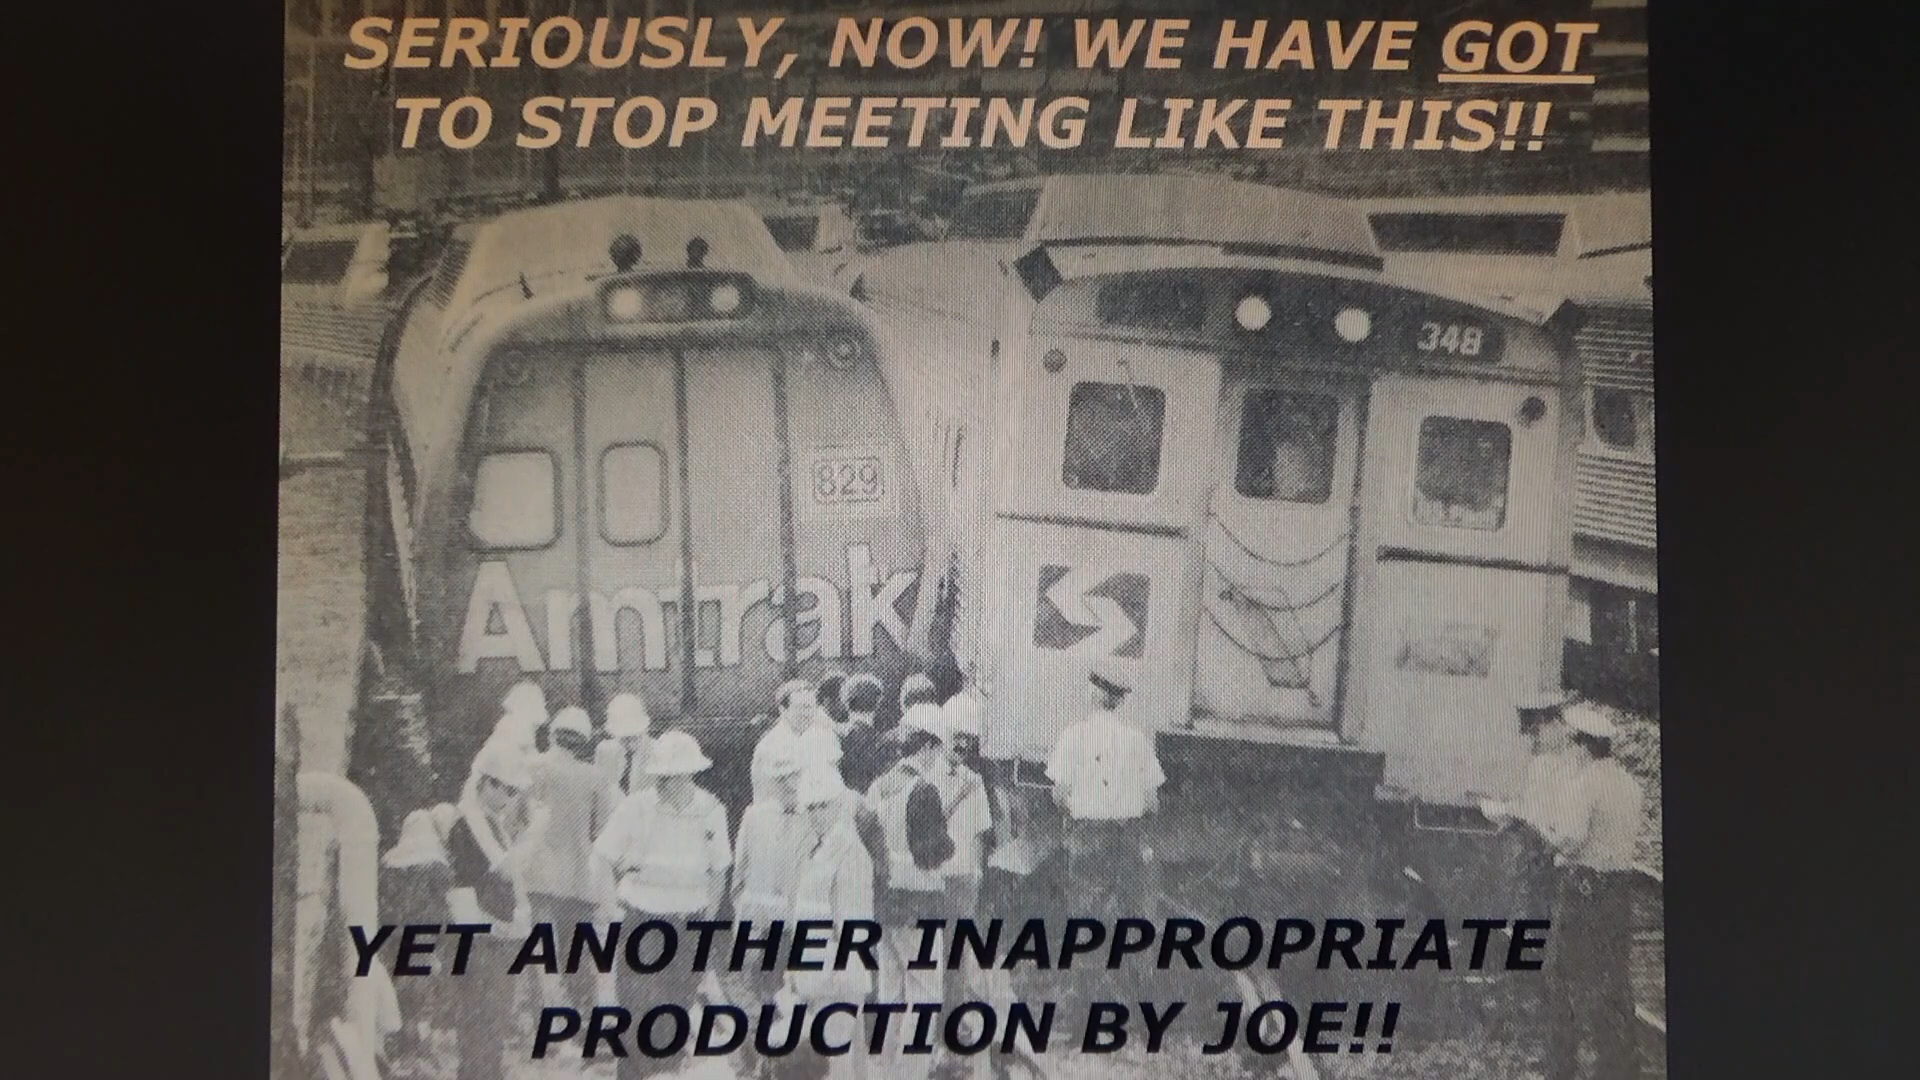 SERIOUSLY, NOW! WE HAVE GOT
TO STOP MEETING LIKE THIS!!
348
829
Amtrak
YET ANOTHER INAPPROPRIATE
PRODUCTION BY JOE!!